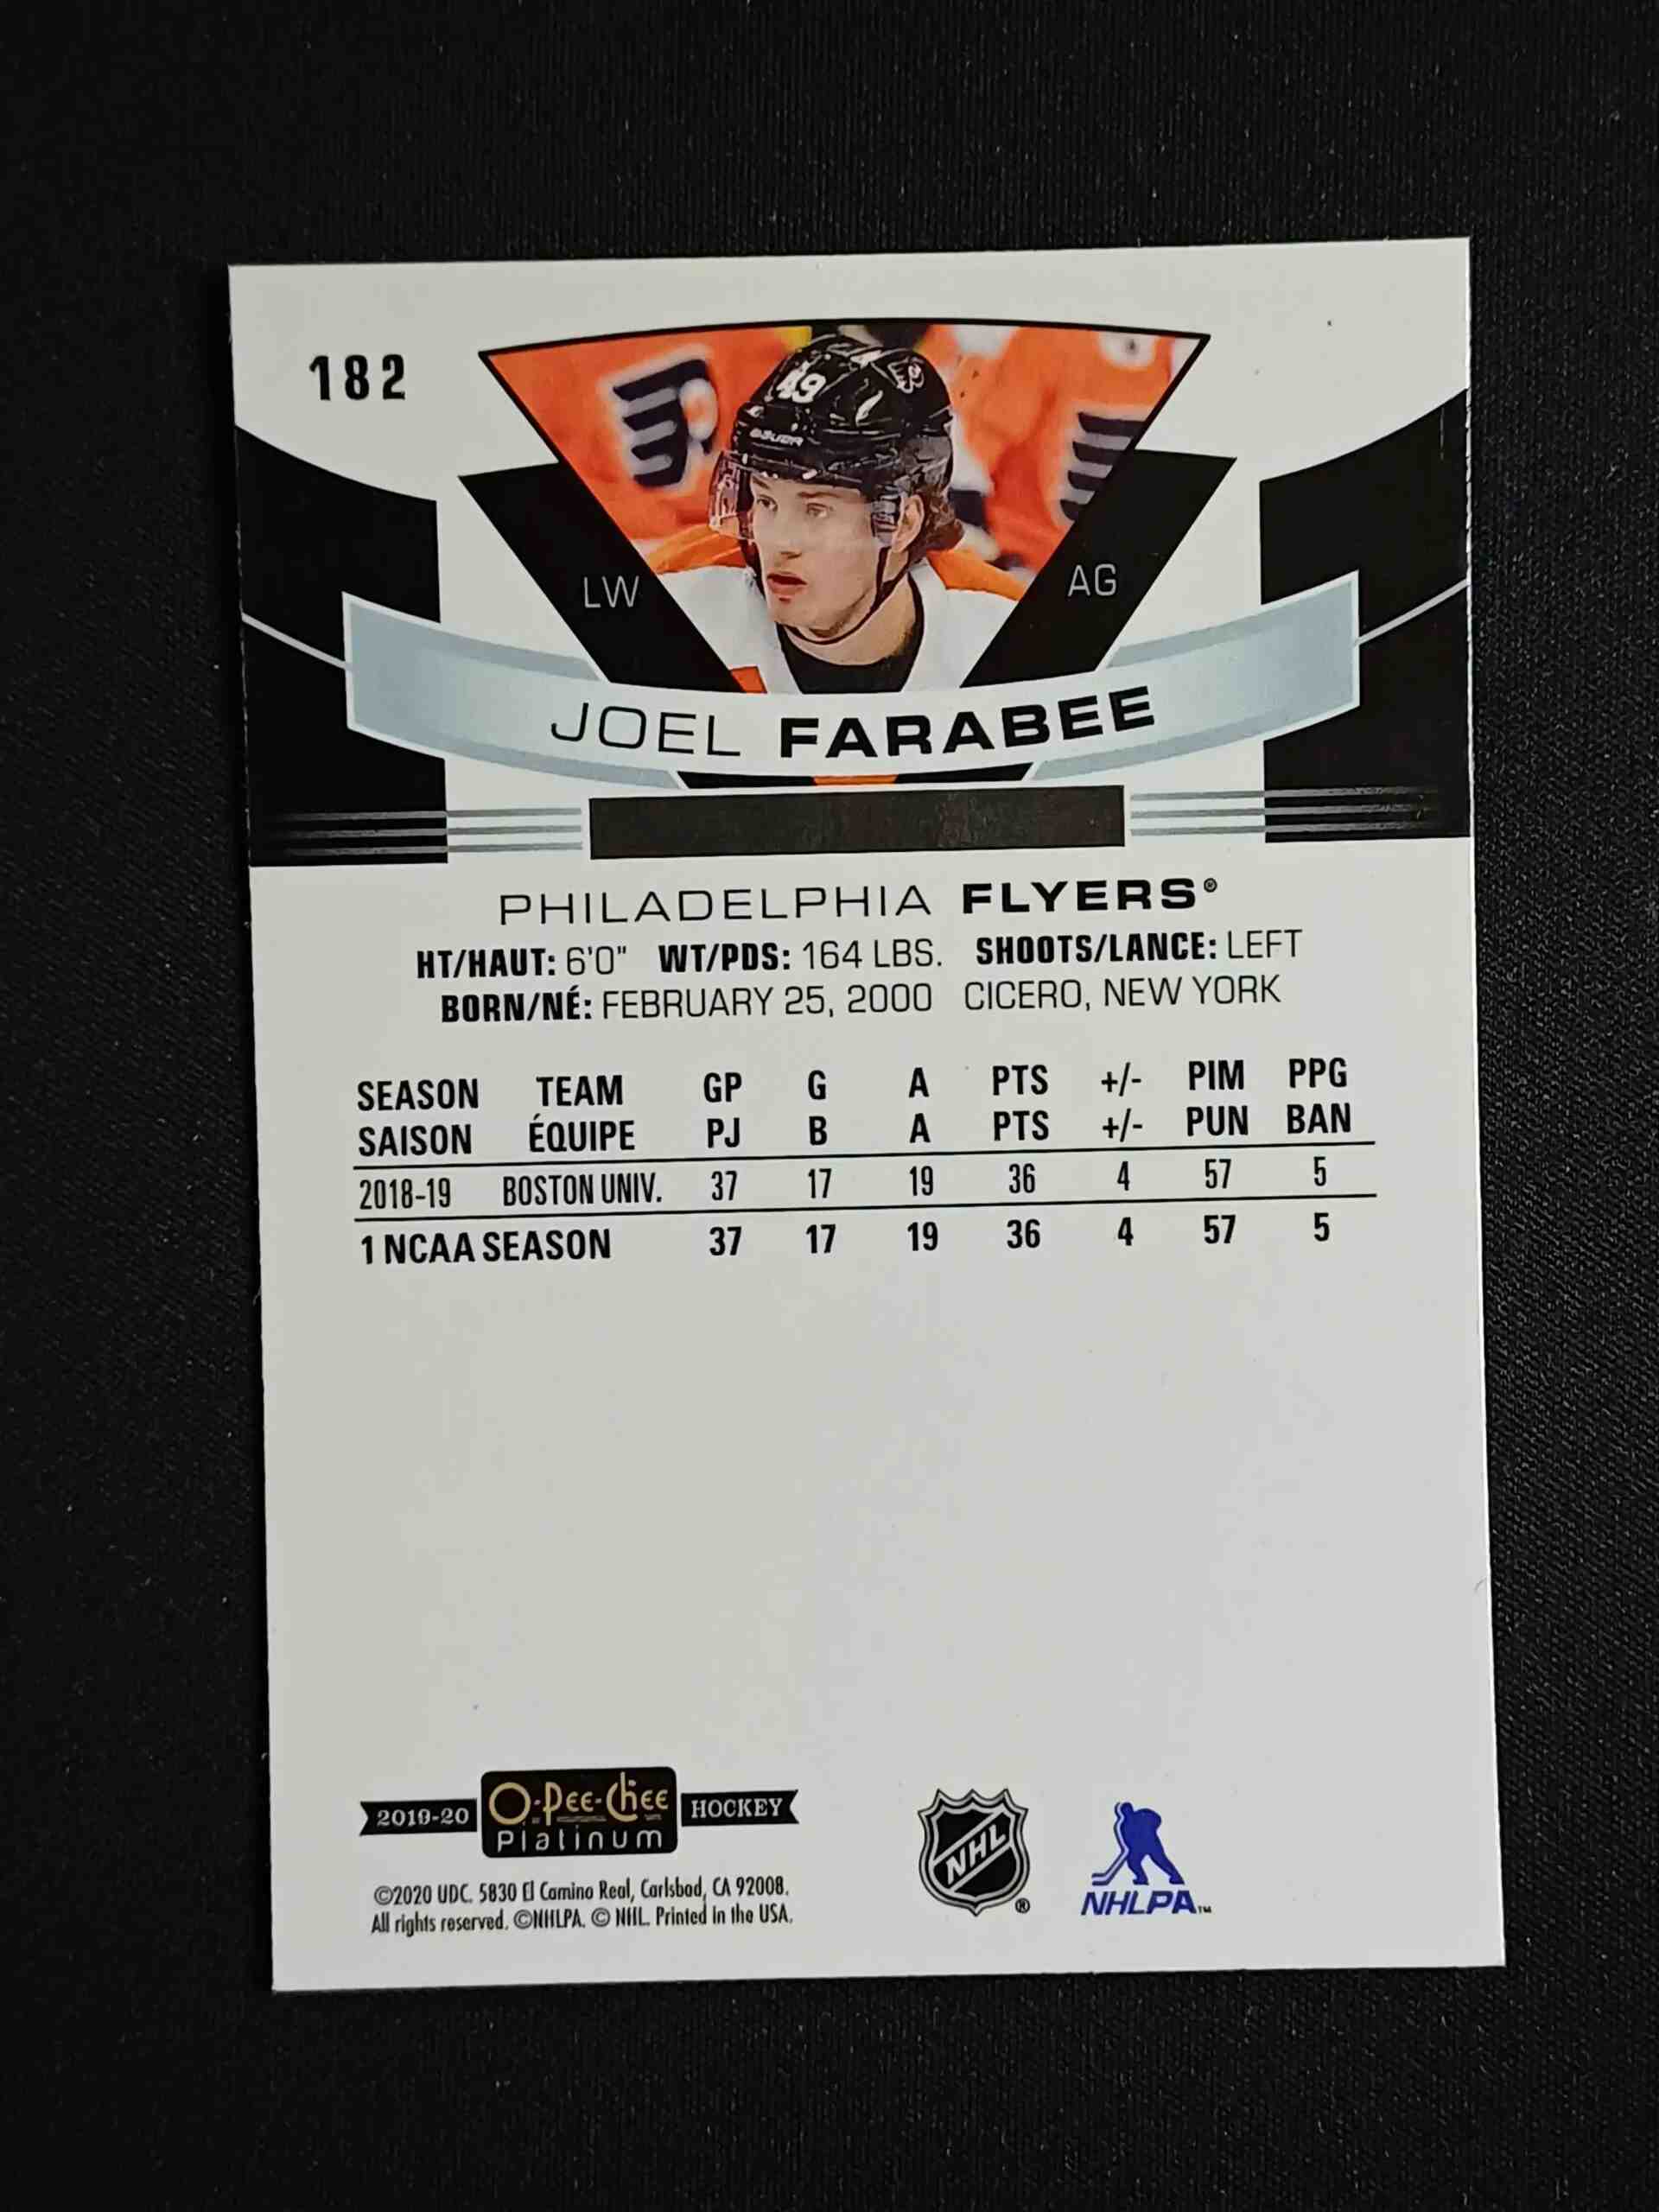 182
49
BAUER
LW
AG
JOEL FARABEE
PHILADELPHIA FLYERS®
HT/HAUT: 6'0" WT/PDS: 164 LBS. SHOOTS/LANCE: LEFT
BORN/NÉ: FEBRUARY 25, 2000 CICERO, NEW YORK
SEASON TEAM GP G A PTS +/- PIM PPG
SAISON ÉQUIPE PJ B A PTS +/- PUN BAN
2018-19 BOSTON UNIV. 37 17 19 36 4 57 5
1 NCAA SEASON 37 17 19 36 4 57 5
2019-20 O-Pee-Chee HOCKEY
Platinum
©2020 UDC. 5830 El Camino Real, Carlsbad, CA 92008.
All rights reserved. ©NHLPA. © NHL. Printed in the USA.
NHL ®
NHLPA™